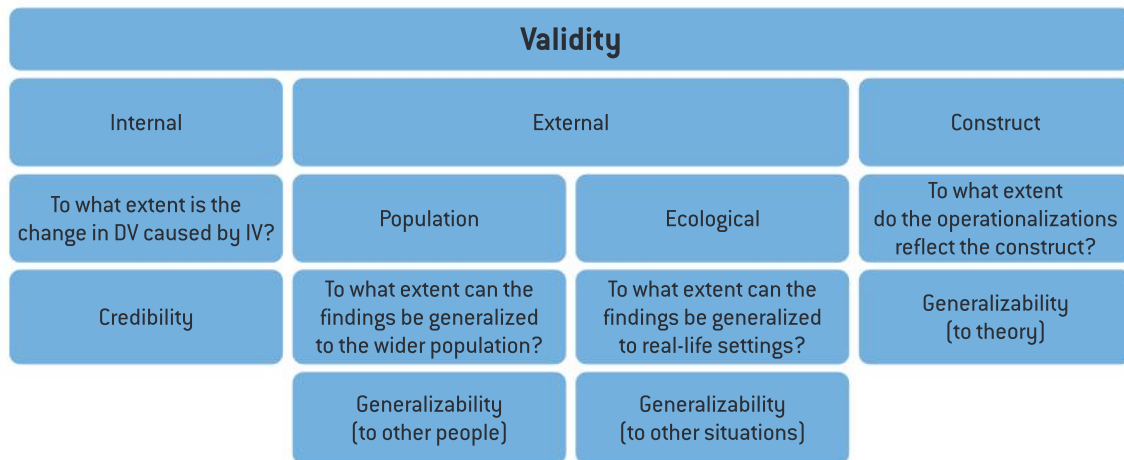 Validity
Internal
External
Construct
To what extent is the
change in DV caused by IV?
Population
Ecological
To what extent
do the operationalizations
reflect the construct?
Credibility
To what extent can the
findings be generalized
to the wider population?
To what extent can the
findings be generalized
to real-life settings?
Generalizability
(to theory)
Generalizability
(to other people)
Generalizability
(to other situations)